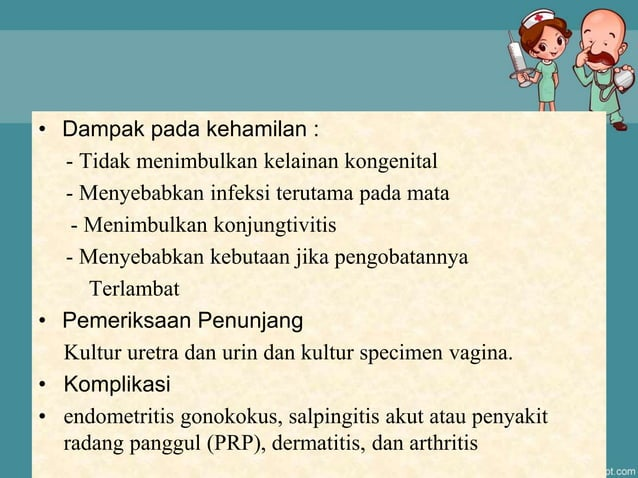 • Dampak pada kehamilan :
- Tidak menimbulkan kelainan kongenital
- Menyebabkan infeksi terutama pada mata
- Menimbulkan konjungtivitis
- Menyebabkan kebutaan jika pengobatannya
Terlambat
• Pemeriksaan Penunjang
Kultur uretra dan urin dan kultur specimen vagina.
• Komplikasi
• endometritis gonokokus, salpingitis akut atau penyakit
radang panggul (PRP), dermatitis, dan arthritis
pt.com